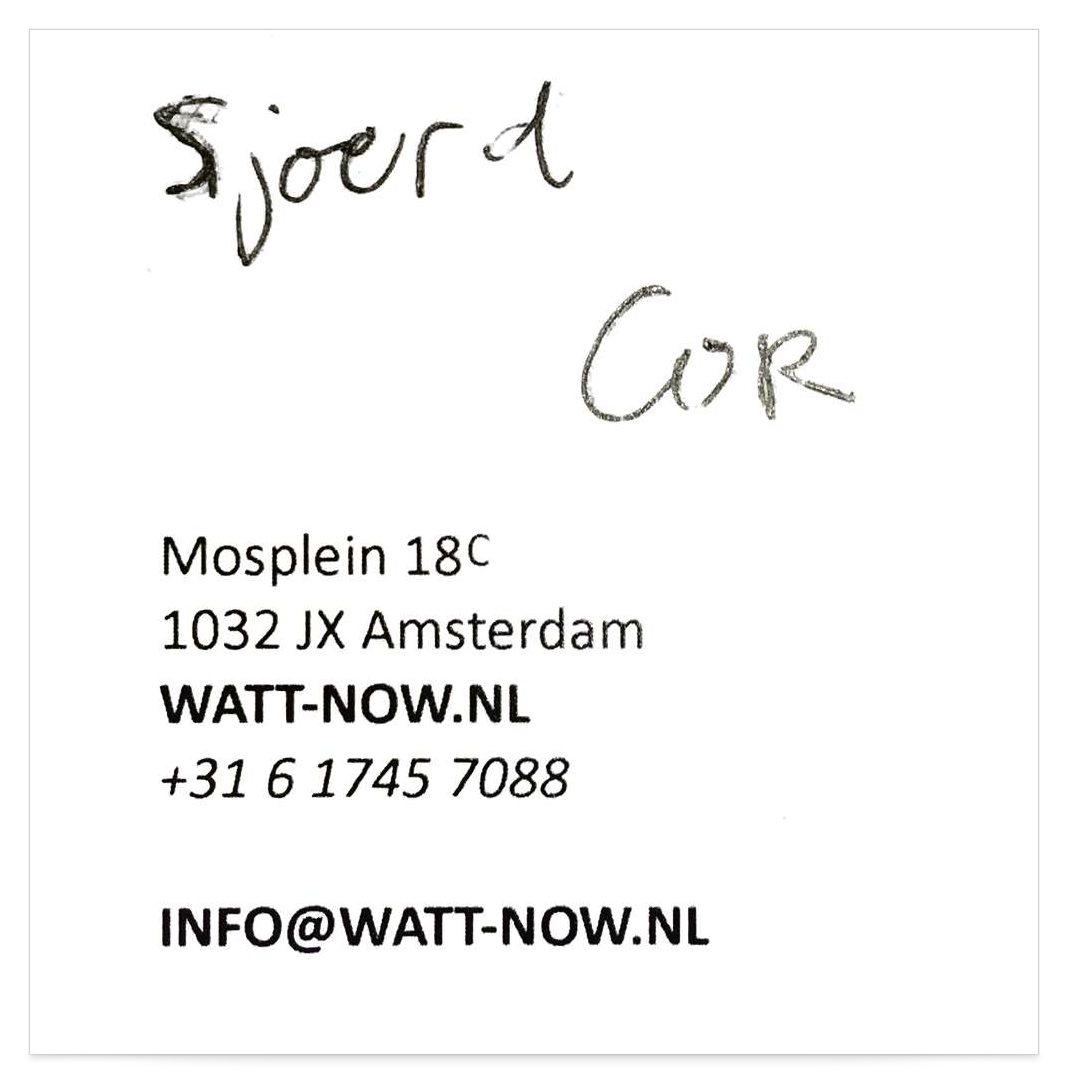 Sjoerd
COR
Mosplein 18C
1032 JX Amsterdam
WATT-NOW.NL
+31 6 1745 7088
INFO@WATT-NOW.NL